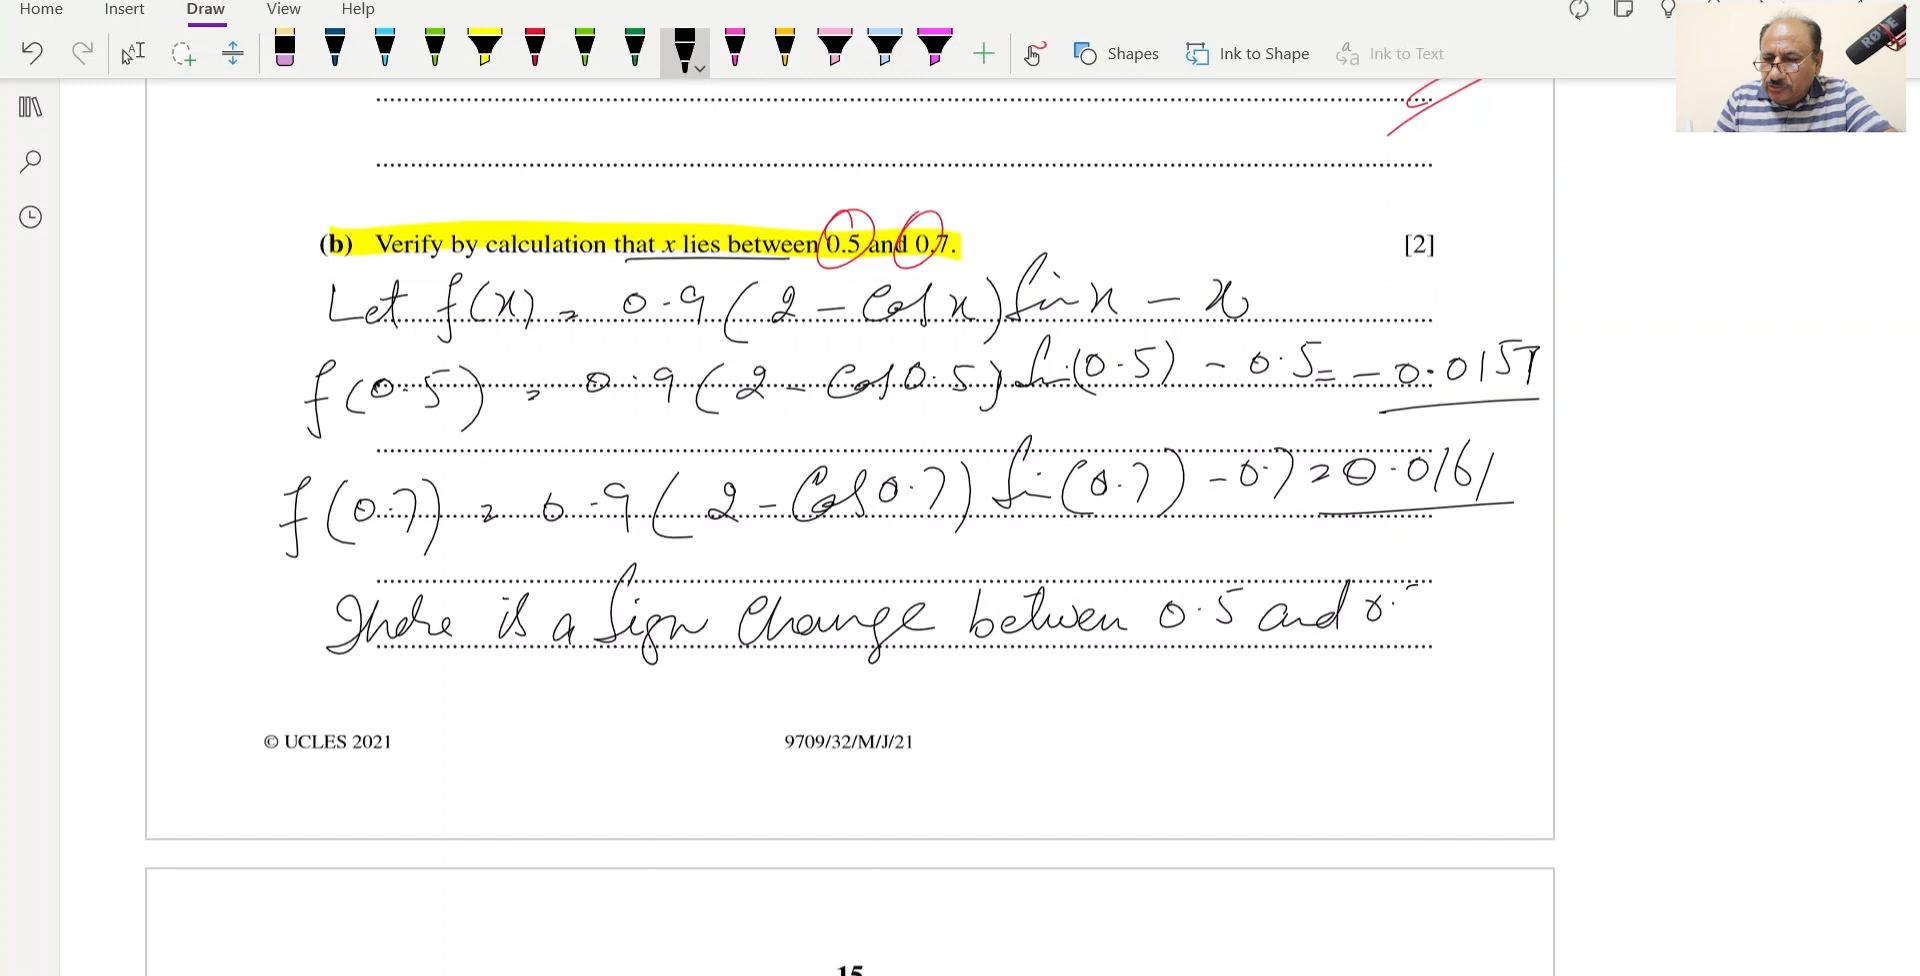 Home Insert Draw View Help
Shapes Ink to Shape Ink to Text
(b) Verify by calculation that x lies between 0.5 and 0.7. [2]
Let f(x) = 0.9(2 - Cos x) Sin x - x
f(0.5) = 0.9(2 - Cos 0.5) Sin(0.5) - 0.5 = -0.0157
f(0.7) = 0.9(2 - Cos 0.7) Sin(0.7) - 0.7 = 0.0161
There is a Sign Change between 0.5 and 0.
© UCLES 2021 9709/32/M/J/21
15